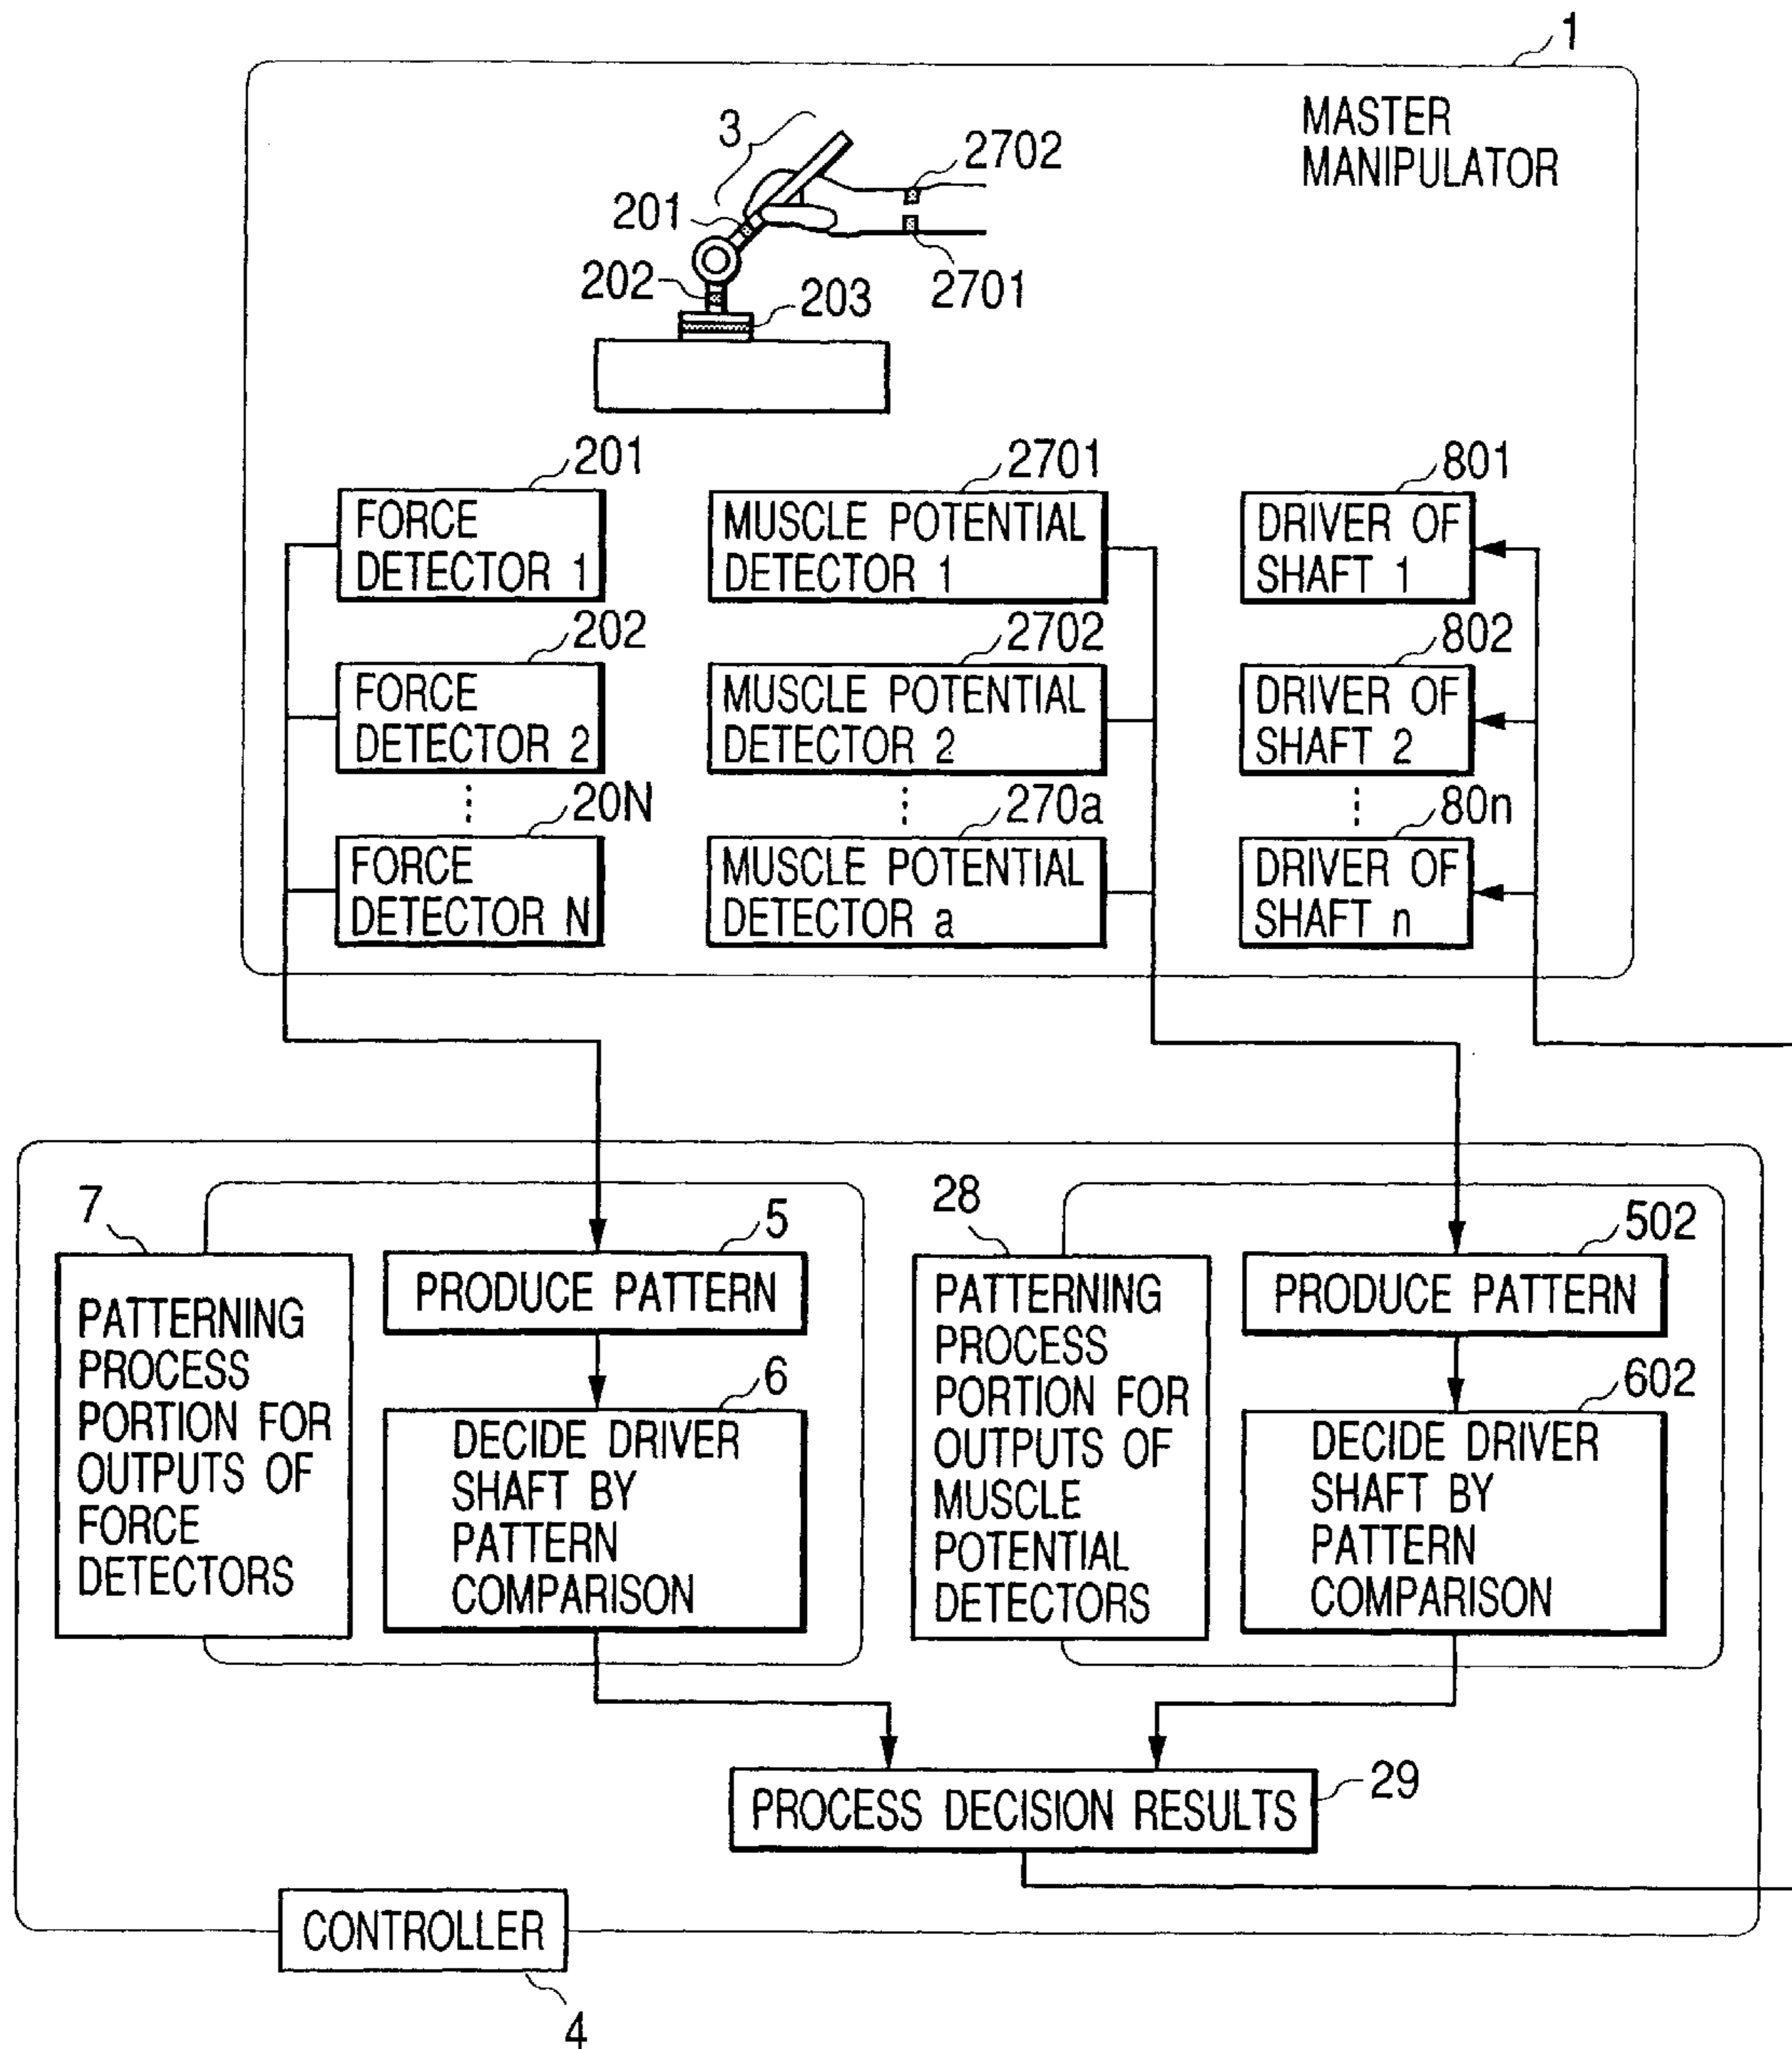 1
MASTER
MANIPULATOR
3
2702
201
2701
202
203
201
FORCE
DETECTOR 1
2701
MUSCLE POTENTIAL
DETECTOR 1
801
DRIVER OF
SHAFT 1
202
FORCE
DETECTOR 2
2702
MUSCLE POTENTIAL
DETECTOR 2
802
DRIVER OF
SHAFT 2
20N
FORCE
DETECTOR N
270a
MUSCLE POTENTIAL
DETECTOR a
80n
DRIVER OF
SHAFT n
7
PATTERNING
PROCESS
PORTION FOR
OUTPUTS OF
FORCE
DETECTORS
5
PRODUCE PATTERN
6
DECIDE DRIVER
SHAFT BY
PATTERN
COMPARISON
28
PATTERNING
PROCESS
PORTION FOR
OUTPUTS OF
MUSCLE
POTENTIAL
DETECTORS
502
PRODUCE PATTERN
602
DECIDE DRIVER
SHAFT BY
PATTERN
COMPARISON
PROCESS DECISION RESULTS
29
CONTROLLER
4